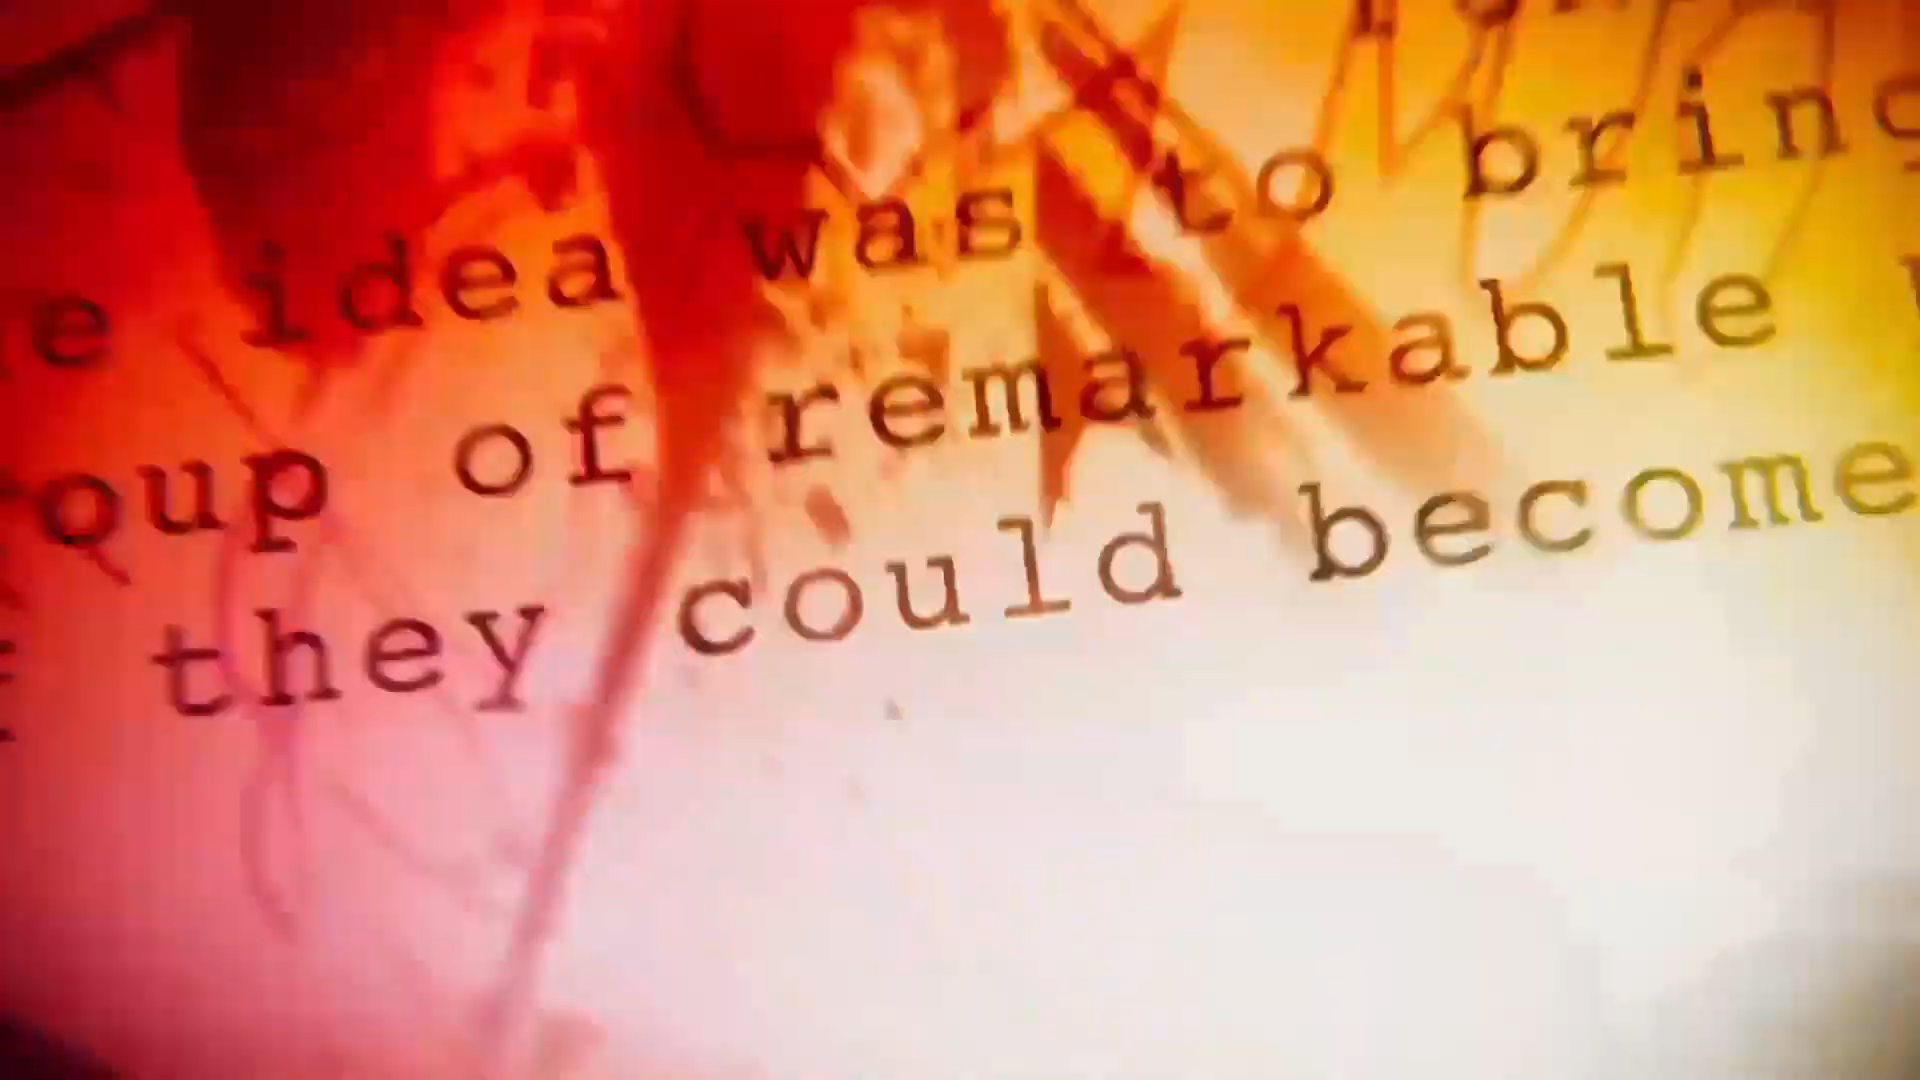 e idea was to bring
oup of remarkable
they could become